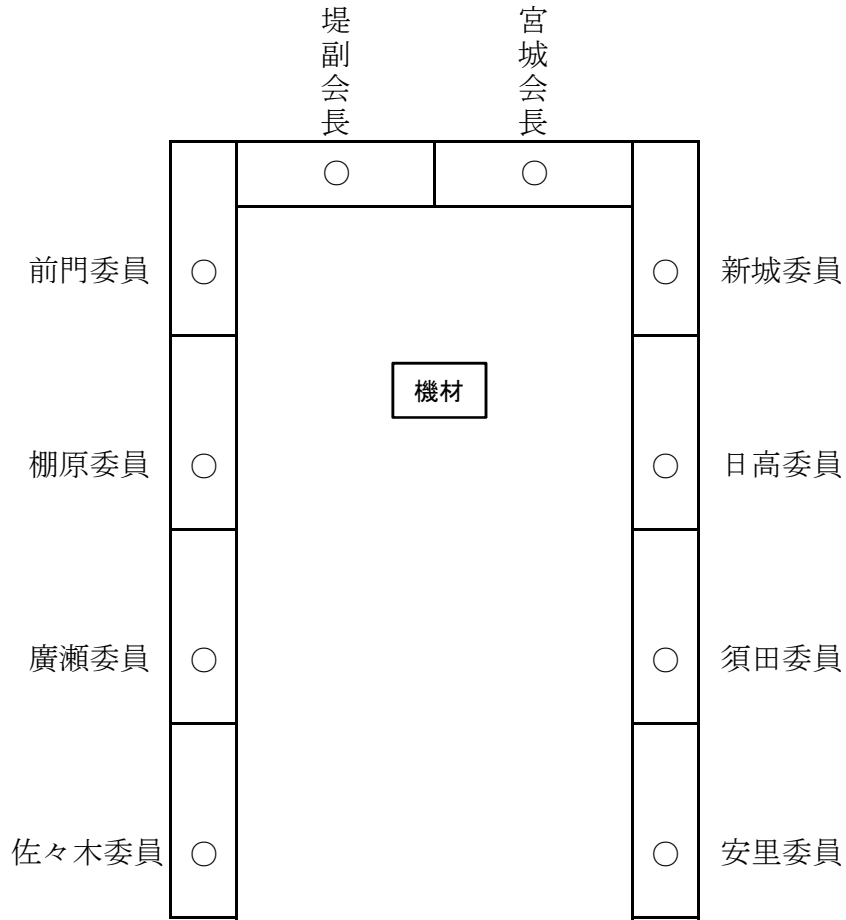 堤副会長
宮城会長
前門委員
新城委員
機材
棚原委員
日高委員
廣瀬委員
須田委員
佐々木委員
安里委員